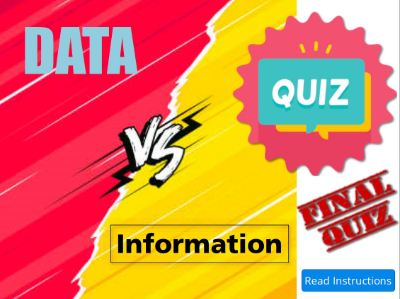 DATA
QUIZ
VS
Information
FINAL
QUIZ
Read Instructions